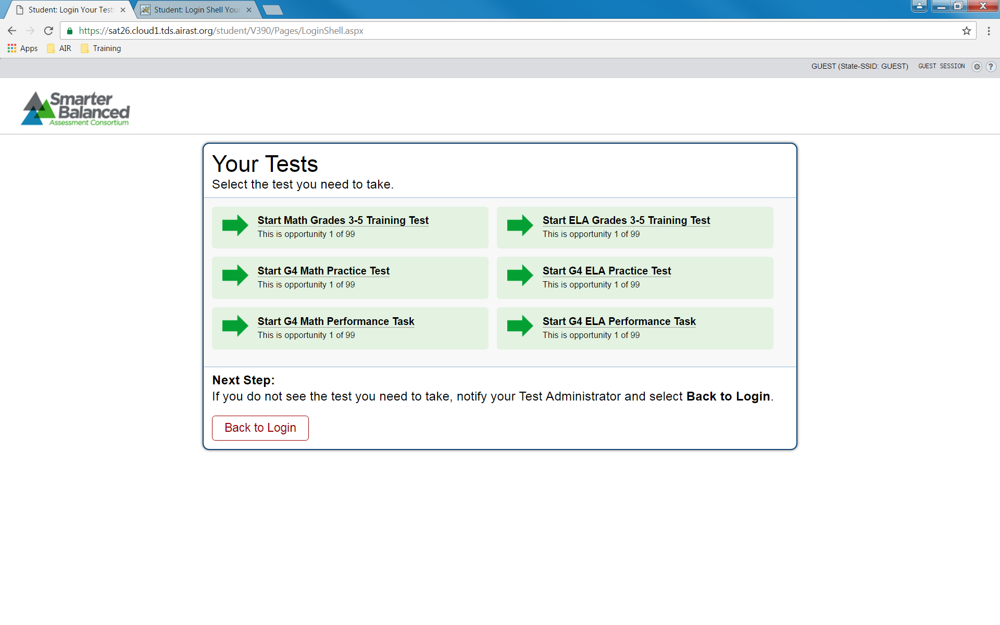 Student: Login Your Test
Student: Login Shell Your
https://sat26.cloud1.tds.airast.org/student/V390/Pages/LoginShell.aspx
Apps AIR Training
GUEST (State-SSID: GUEST) GUEST SESSION
Smarter
Balanced
Assessment Consortium
Your Tests
Select the test you need to take.
Start Math Grades 3-5 Training Test
This is opportunity 1 of 99
Start ELA Grades 3-5 Training Test
This is opportunity 1 of 99
Start G4 Math Practice Test
This is opportunity 1 of 99
Start G4 ELA Practice Test
This is opportunity 1 of 99
Start G4 Math Performance Task
This is opportunity 1 of 99
Start G4 ELA Performance Task
This is opportunity 1 of 99
Next Step:
If you do not see the test you need to take, notify your Test Administrator and select Back to Login.
Back to Login